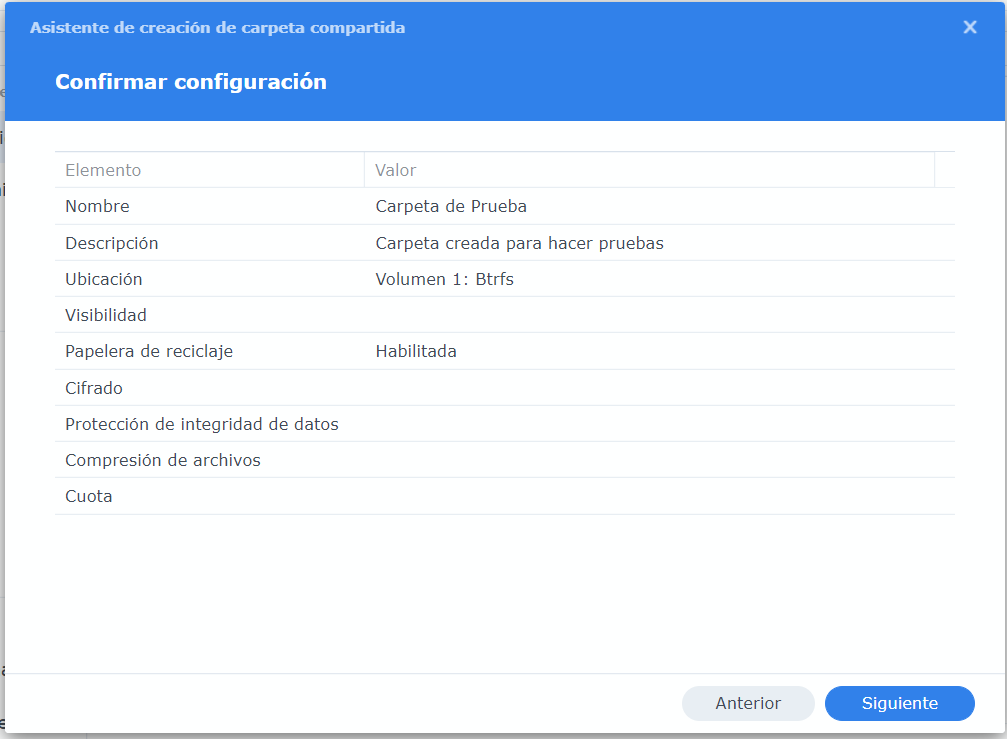 Asistente de creación de carpeta compartida
Confirmar configuración
Elemento Valor
Nombre Carpeta de Prueba
Descripción Carpeta creada para hacer pruebas
Ubicación Volumen 1: Btrfs
Visibilidad
Papelera de reciclaje Habilitada
Cifrado
Protección de integridad de datos
Compresión de archivos
Cuota
Anterior Siguiente